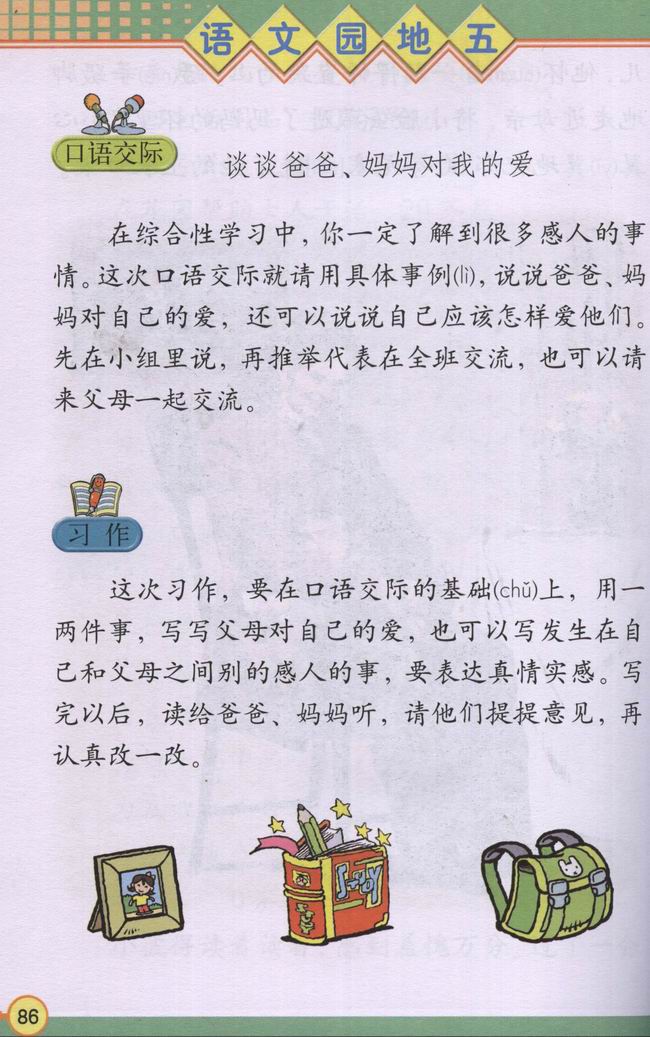 语文园地五
口语交际
谈谈爸爸、妈妈对我的爱
在综合性学习中，你一定了解到很多感人的事
情。这次口语交际就请用具体事例(lì)，说说爸爸、妈
妈对自己的爱，还可以说说自己应该怎样爱他们。
先在小组里说，再推举代表在全班交流，也可以请
来父母一起交流。
习作
这次习作，要在口语交际的基础(chǔ)上，用一
两件事，写写父母对自己的爱，也可以写发生在自
己和父母之间别的感人的事，要表达真情实感。写
完以后，读给爸爸、妈妈听，请他们提提意见，再
认真改一改。
86